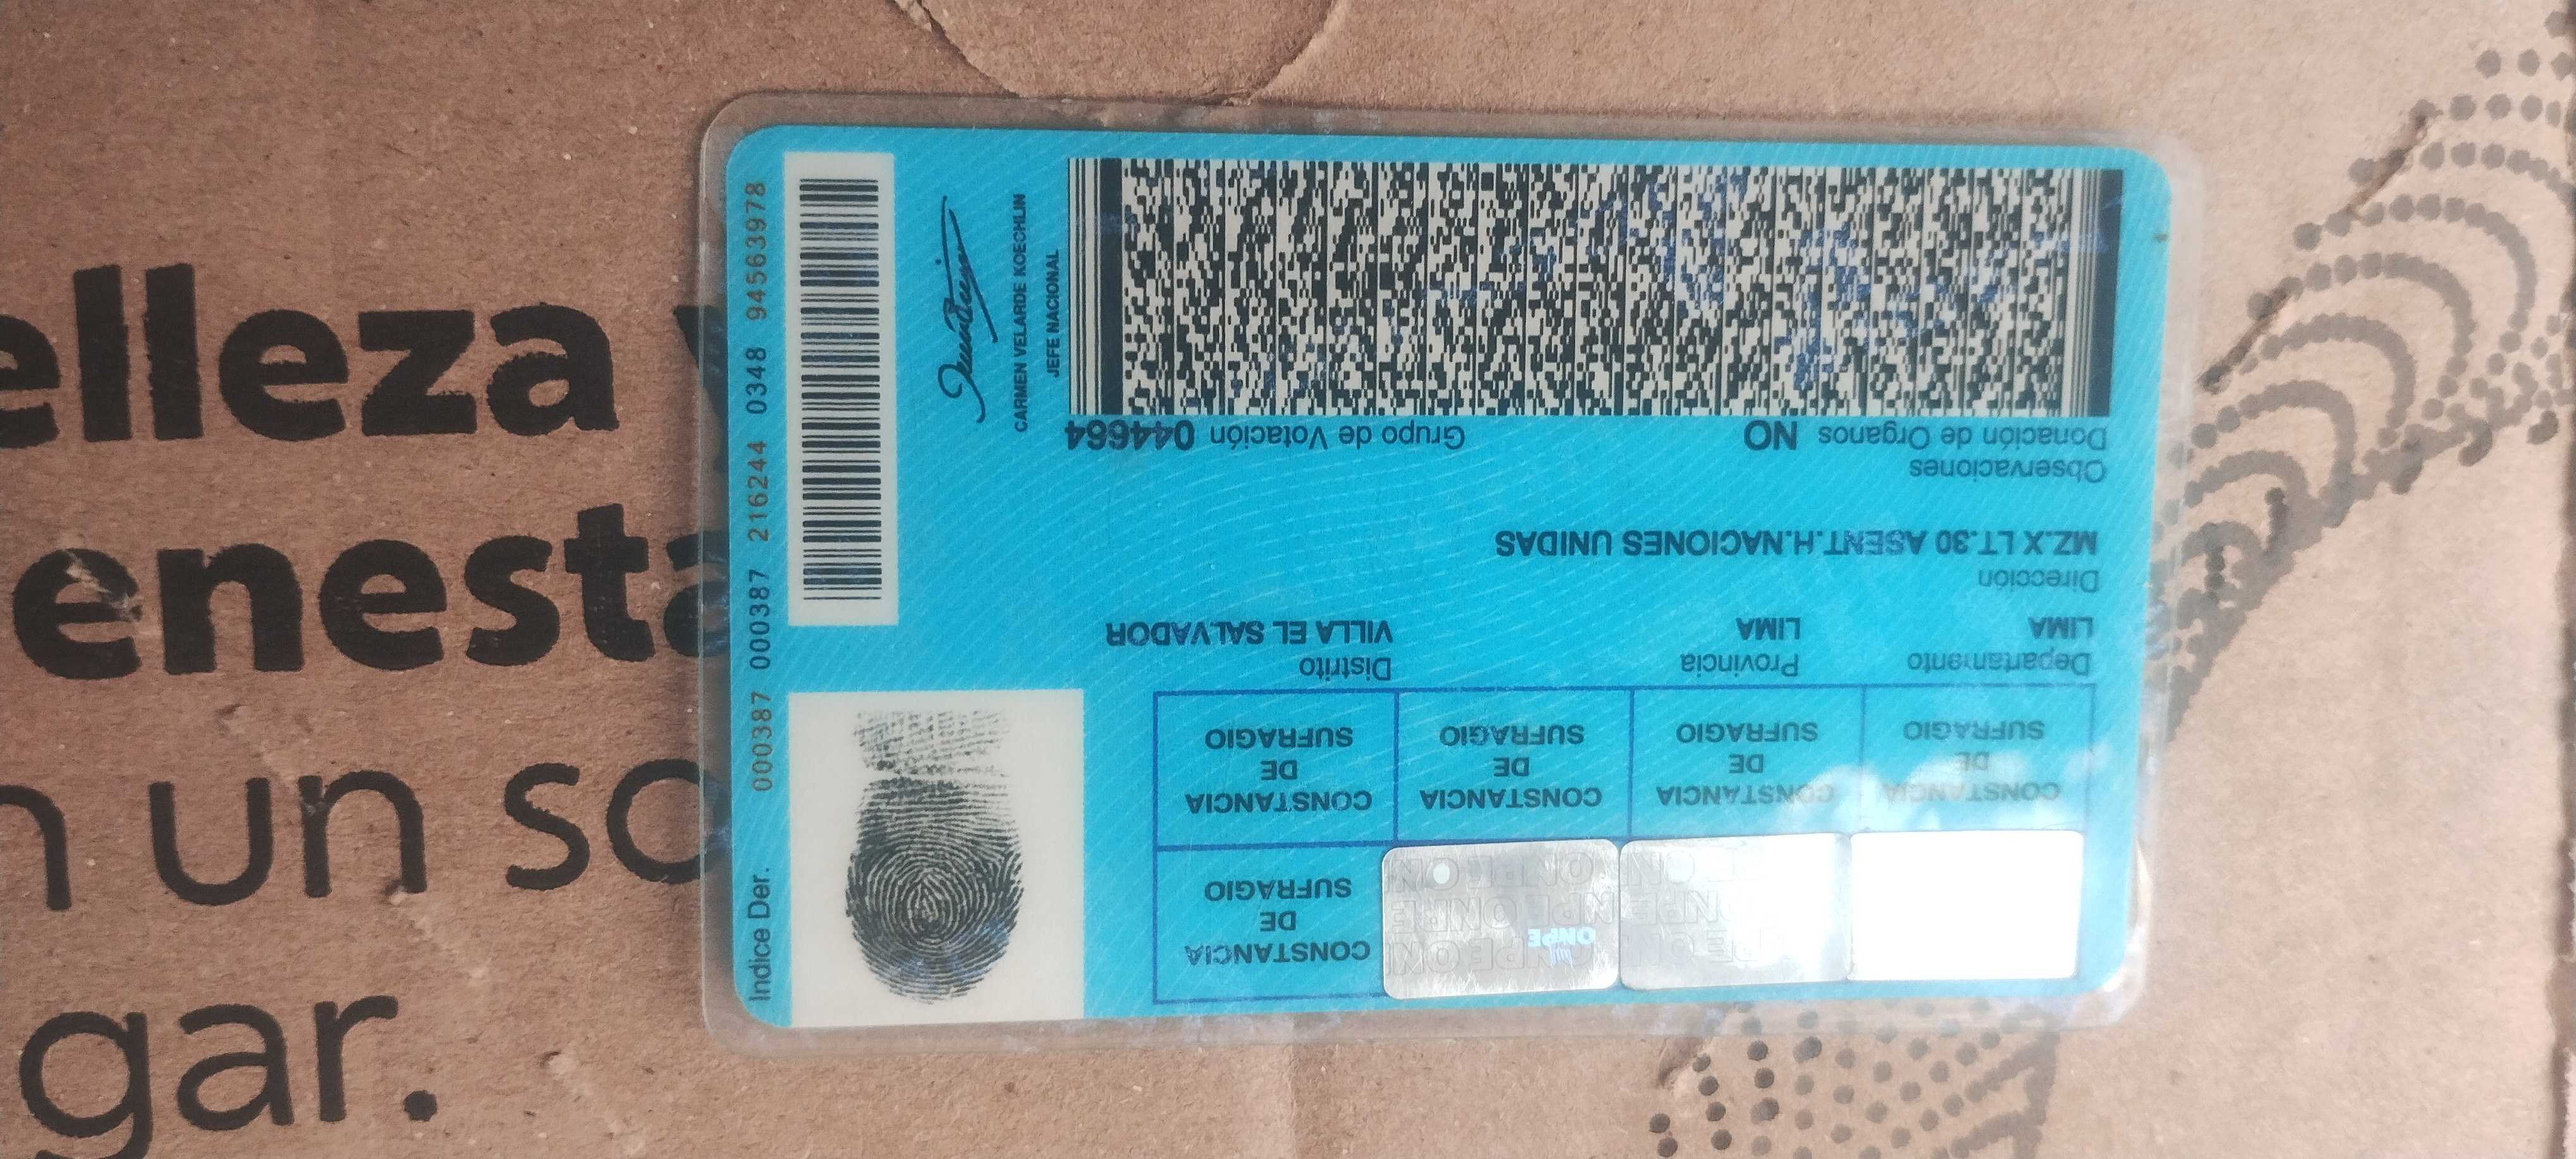 elleza
enesta
n un so
gar.
000387 000387 216244 0348 94563978
Indice Der.
CARMEN VELARDE KOECHLIN
JEFE NACIONAL
CONSTANCIA DE SUFRAGIO
ONPE
CONSTANCIA DE SUFRAGIO
CONSTANCIA DE SUFRAGIO
CONSTANCIA DE SUFRAGIO
CONSTANCIA DE SUFRAGIO
Departamento Provincia Distrito
LIMA LIMA VILLA EL SALVADOR
Dirección
MZ.X LT.30 ASENT.H.NACIONES UNIDAS
Observaciones
Donación de Organos NO Grupo de Votación 044664